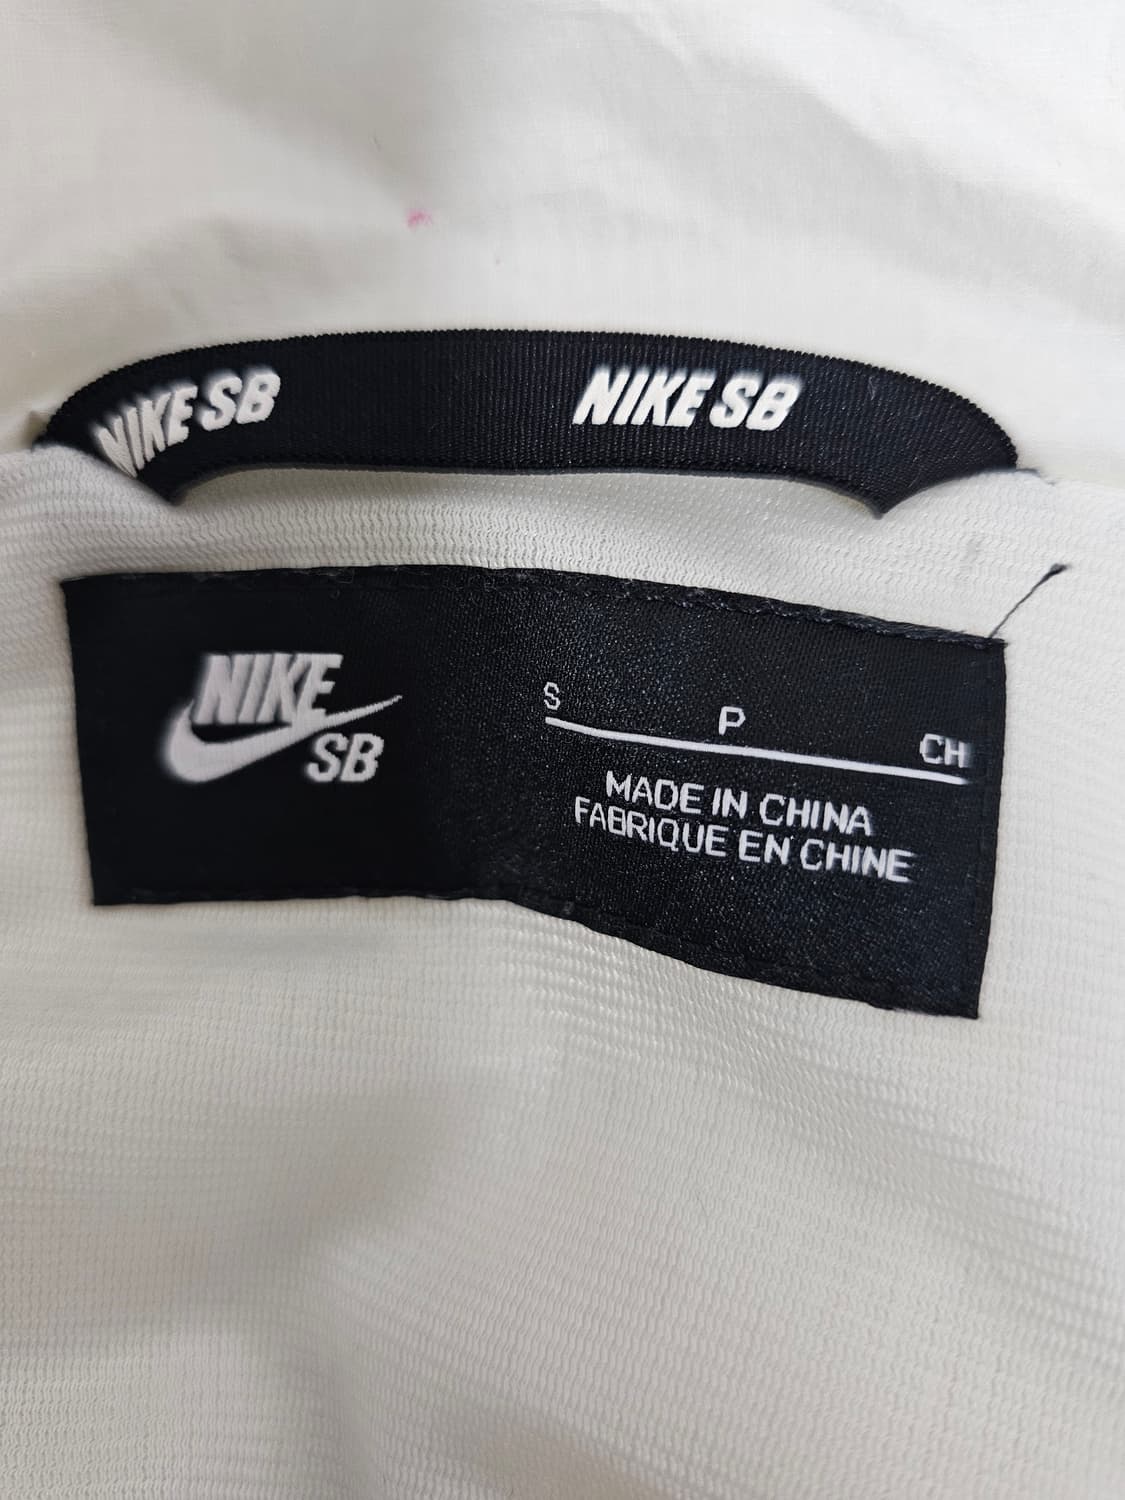 NIKE SB NIKE SB
NIKE
SB
S P CH
MADE IN CHINA
FABRIQUE EN CHINE